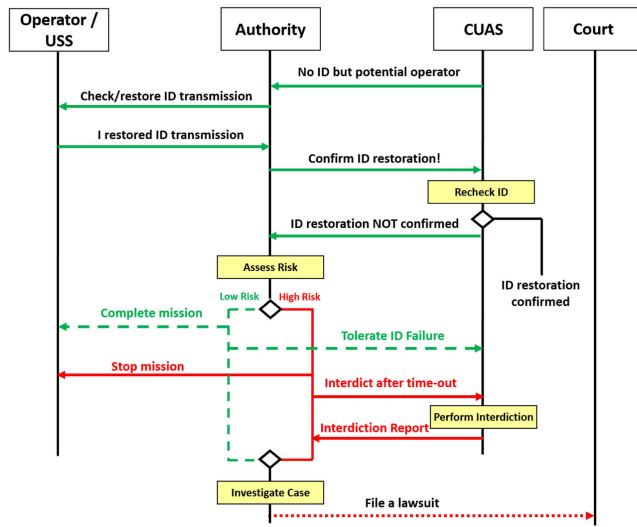 Operator /
USS
Authority
CUAS
Court
No ID but potential operator
Check/restore ID transmission
I restored ID transmission
Confirm ID restoration!
Recheck ID
ID restoration NOT confirmed
Assess Risk
ID restoration
confirmed
Low Risk
High Risk
Complete mission
Tolerate ID Failure
Stop mission
Interdict after time-out
Perform Interdiction
Interdiction Report
Investigate Case
File a lawsuit